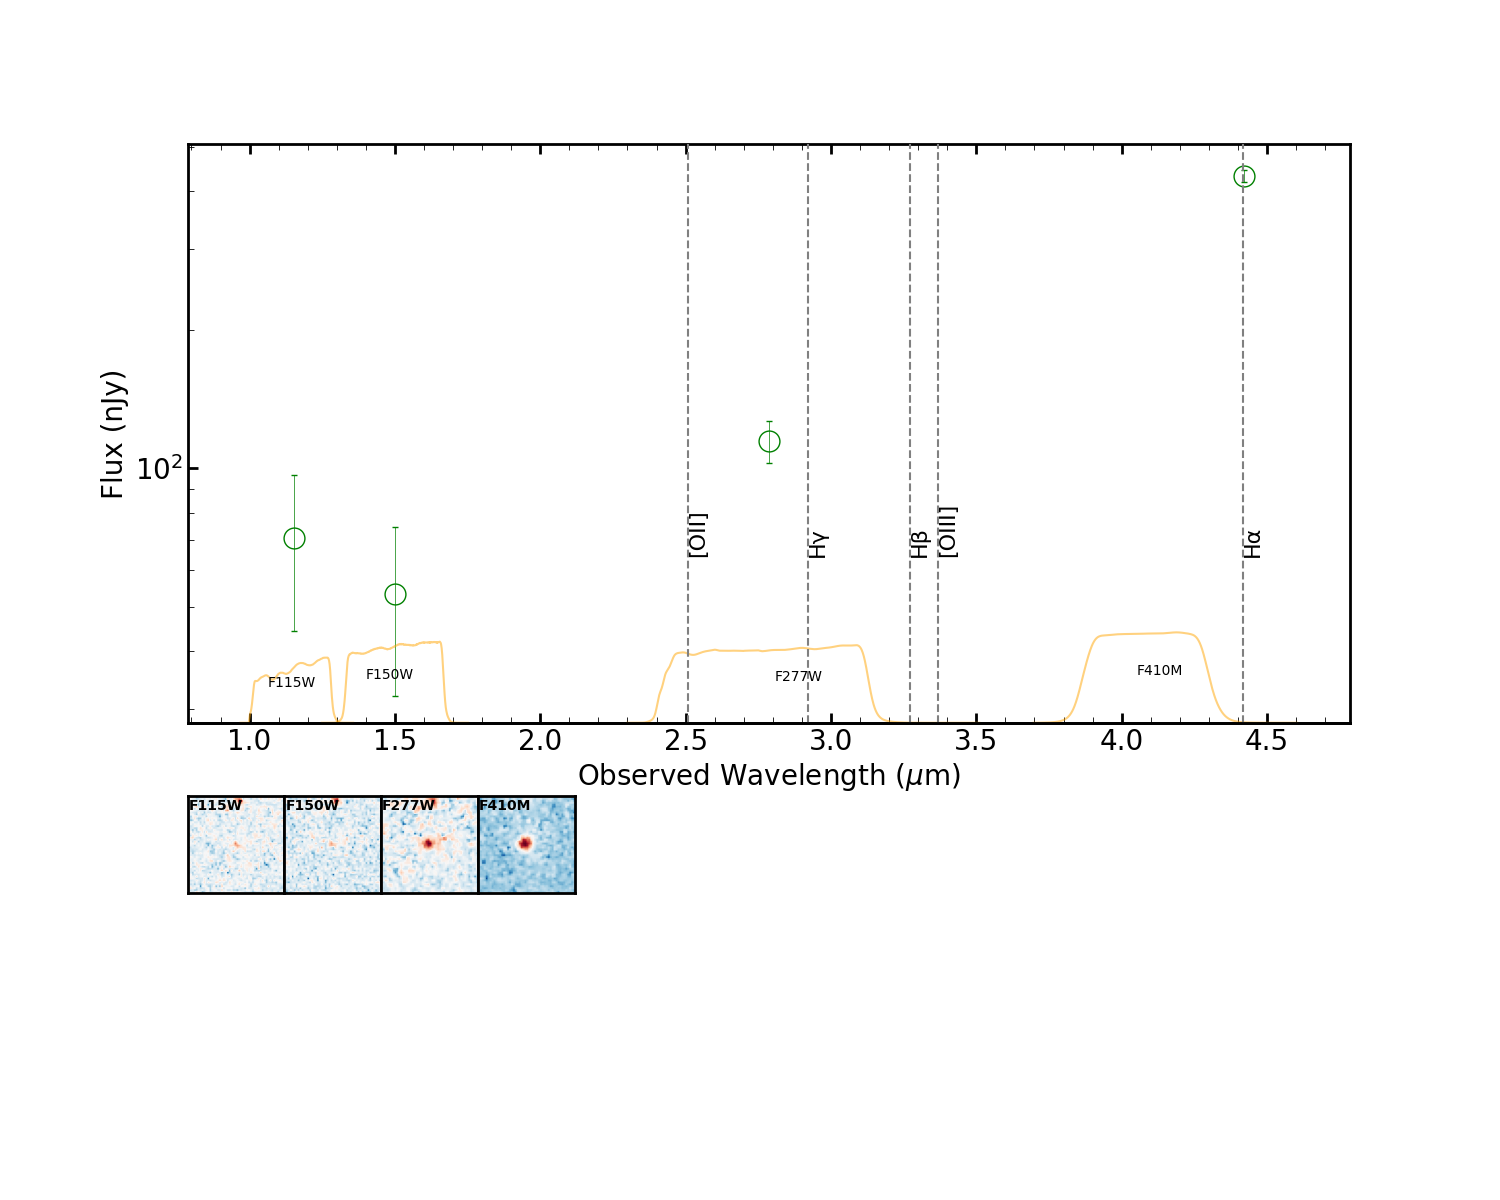 Flux (nJy)
10²
[OII]
Hγ
Hβ
[OIII]
Hα
F115W
F150W
F277W
F410M
1.0 1.5 2.0 2.5 3.0 3.5 4.0 4.5
Observed Wavelength (μm)
F115W F150W F277W F410M